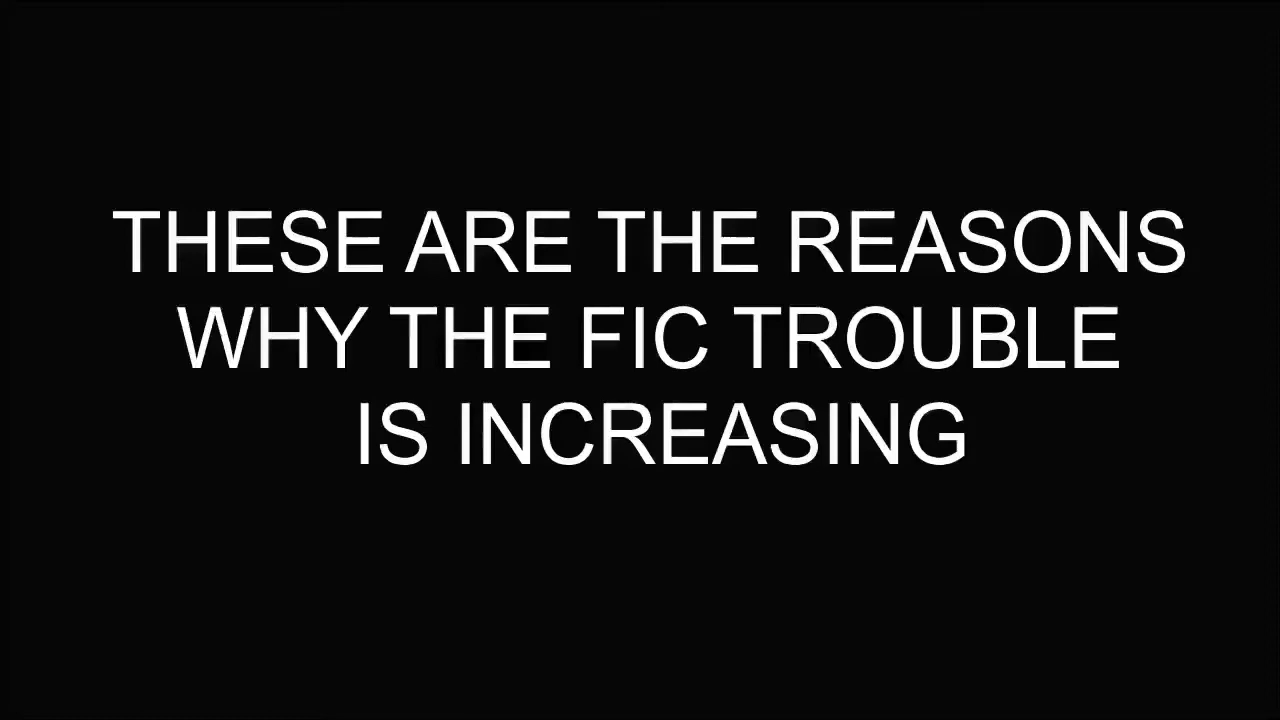 THESE ARE THE REASONS
WHY THE FIC TROUBLE
IS INCREASING